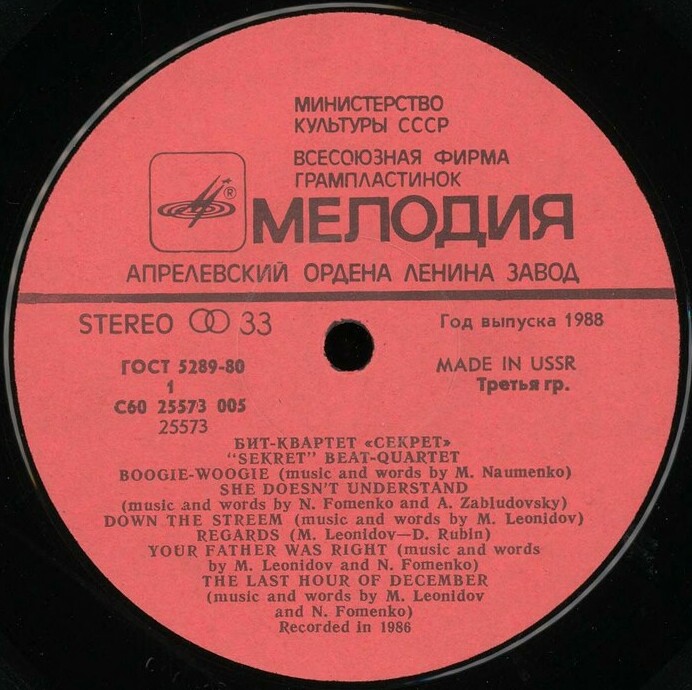 МИНИСТЕРСТВО
КУЛЬТУРЫ СССР
ВСЕСОЮЗНАЯ ФИРМА
ГРАМПЛАСТИНОК
®
МЕЛОДИЯ
АПРЕЛЕВСКИЙ ОРДЕНА ЛЕНИНА ЗАВОД
STEREO 33
Год выпуска 1988
ГОСТ 5289-80
MADE IN USSR
1
Третья гр.
С60 25573 005
25573
БИТ-КВАРТЕТ «СЕКРЕТ»
“SEKRET” BEAT-QUARTET
BOOGIE-WOOGIE (music and words by M. Naumenko)
SHE DOESN'T UNDERSTAND
(music and words by N. Fomenko and A. Zabludovsky)
DOWN THE STREEM (music and words by M. Leonidov)
REGARDS (M. Leonidov—D. Rubin)
YOUR FATHER WAS RIGHT (music and words
by M. Leonidov and N. Fomenko)
THE LAST HOUR OF DECEMBER
(music and words by M. Leonidov
and N. Fomenko)
Recorded in 1986